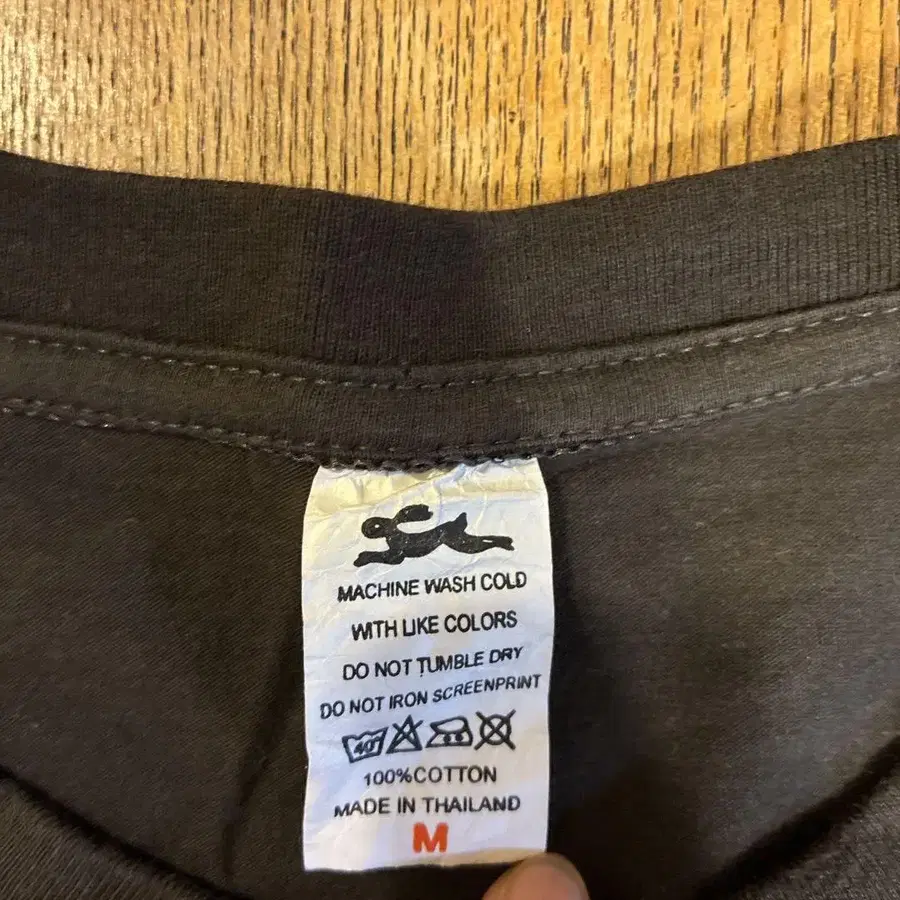 MACHINE WASH COLD
WITH LIKE COLORS
DO NOT TUMBLE DRY
DO NOT IRON SCREENPRINT
40
100%COTTON
MADE IN THAILAND
M